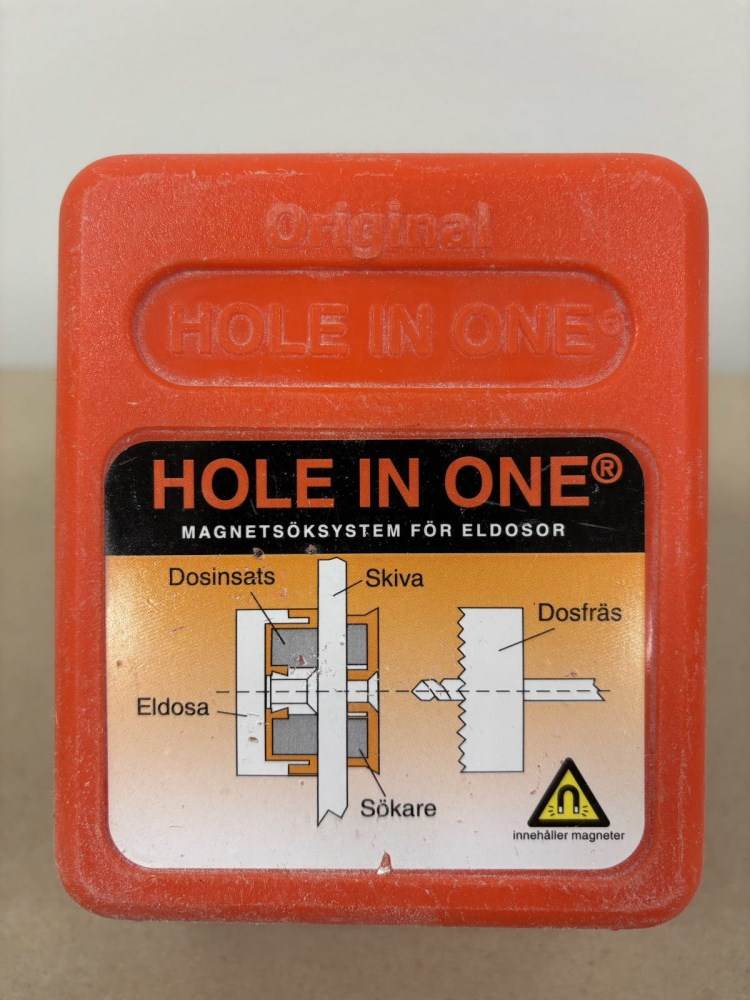 Original
HOLE IN ONE®
HOLE IN ONE®
MAGNETSÖKSYSTEM FÖR ELDOSOR
Dosinsats
Skiva
Dosfräs
Eldosa
Sökare
innehåller magneter